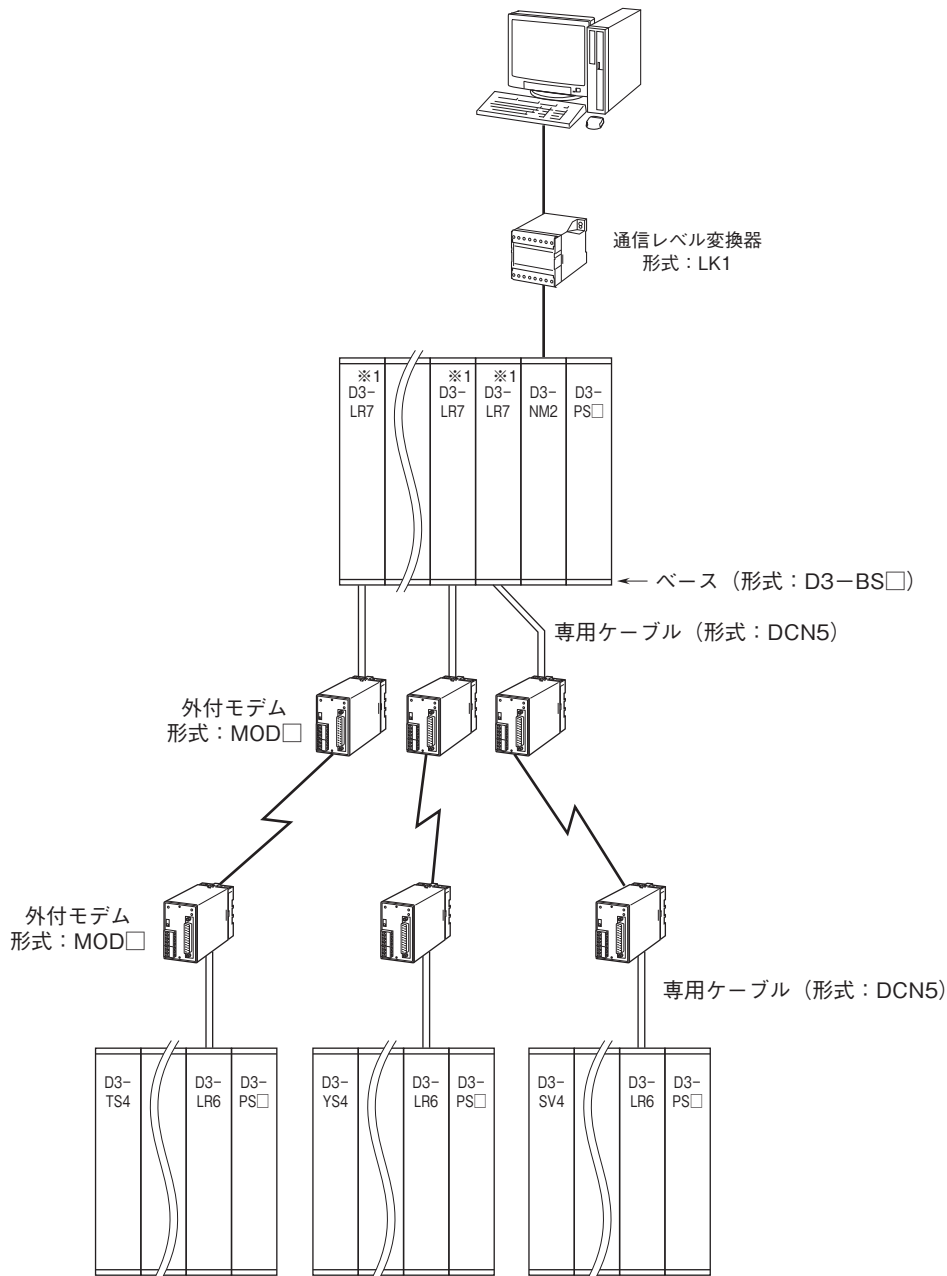 通信レベル変換器
形式：LK1
※1
D3−
LR7
※1
D3−
LR7
※1
D3−
LR7
D3−
NM2
D3−
PS□
ベース（形式：D3−BS□）
専用ケーブル（形式：DCN5）
外付モデム
形式：MOD□
外付モデム
形式：MOD□
専用ケーブル（形式：DCN5）
D3−
TS4
D3−
LR6
D3−
PS□
D3−
YS4
D3−
LR6
D3−
PS□
D3−
SV4
D3−
LR6
D3−
PS□